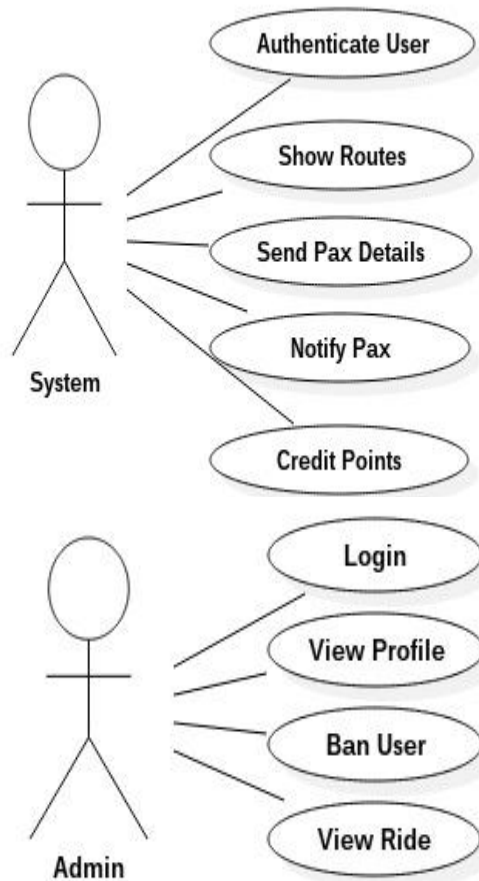 Authenticate User
Show Routes
Send Pax Details
Notify Pax
System
Credit Points
Login
View Profile
Ban User
View Ride
Admin